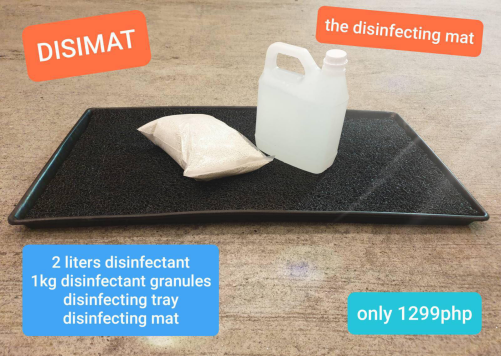 DISIMAT
the disinfecting mat
2 liters disinfectant
1kg disinfectant granules
disinfecting tray
disinfecting mat
only 1299php